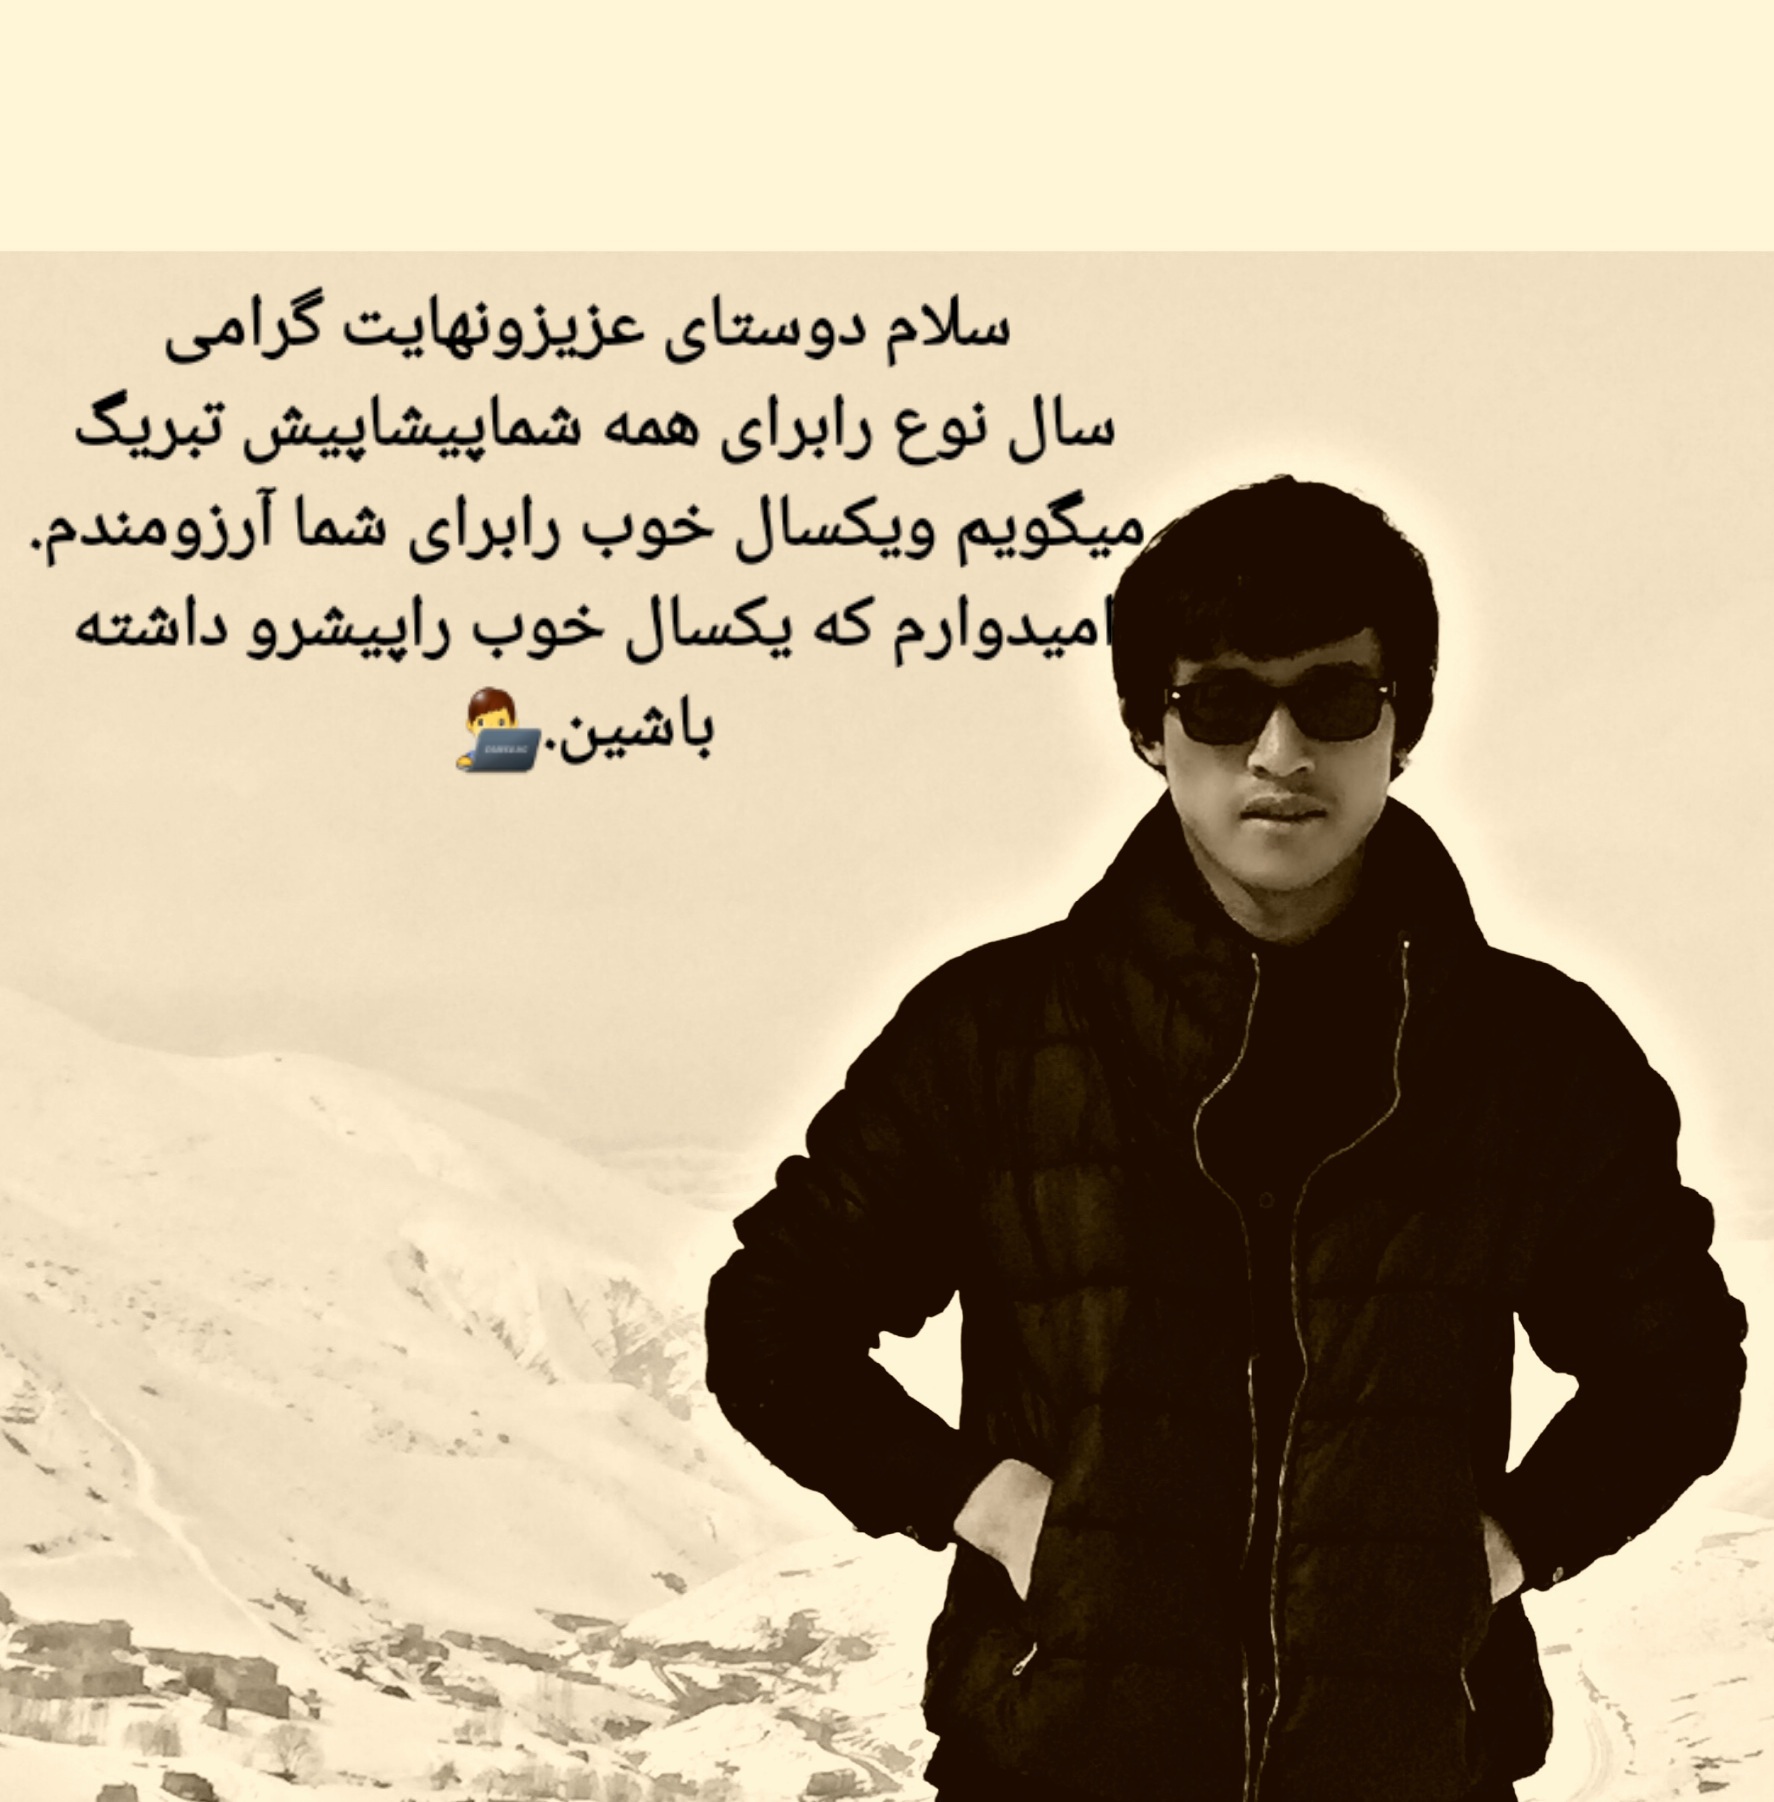 سلام دوستای عزیزونهایت گرامی
سال نوع رابرای همه شماپیشاپیش تبریگ
میگویم ویکسال خوب رابرای شما آرزومندم.
امیدوارم که یکسال خوب راپیشرو داشته
باشین.👨‍💻